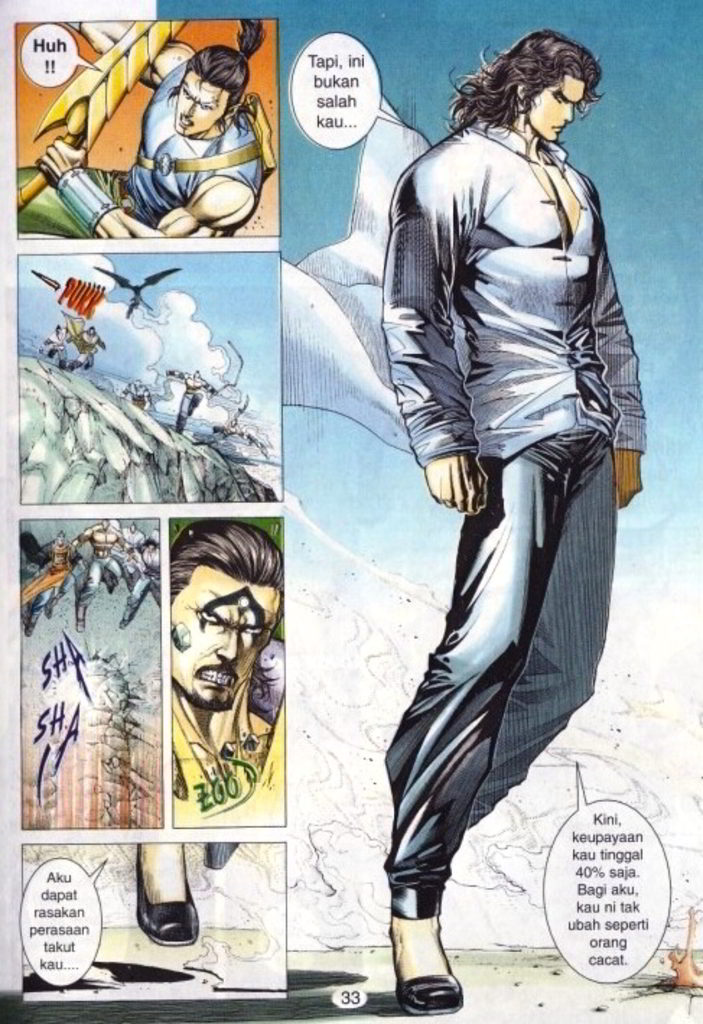 Huh
!!
Tapi, ini
bukan
salah
kau...
PUKK
SHA
SHA
ZOO
Aku
dapat
rasakan
perasaan
takut
kau....
Kini,
keupayaan
kau tinggal
40% saja.
Bagi aku,
kau ni tak
ubah seperti
orang
cacat.
33